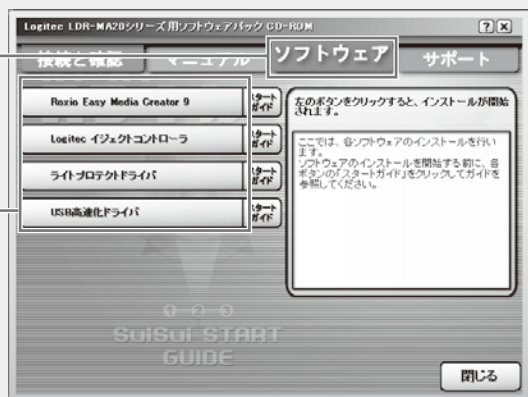 Logitec LDR-MA20シリーズ用ソフトウェアパック CD-ROM
接続と確認 マニュアル ソフトウェア サポート
Roxio Easy Media Creator 9 スタートガイド
Logitec イジェクトコントローラ スタートガイド
ライトプロテクトドライバ スタートガイド
USB高速化ドライバ スタートガイド
左のボタンをクリックすると、インストールが開始
されます。
ここでは、各ソフトウェアのインストールを行い
ます。
ソフトウェアのインストールを開始する前に、各
ボタンの「スタートガイド」をクリックしてガイドを
参照してください。
1 2 3
SuiSui START
GUIDE
閉じる